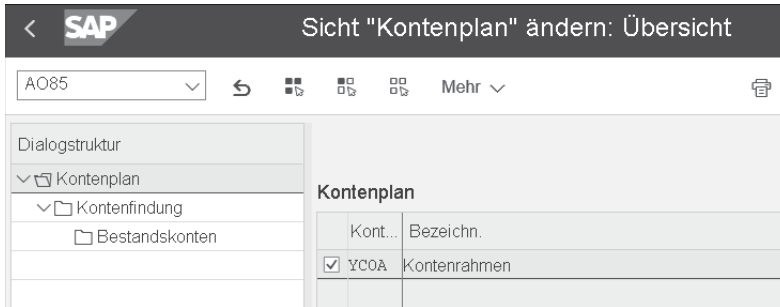 SAP Sicht "Kontenplan" ändern: Übersicht
AO85 Mehr
Dialogstruktur
Kontenplan
Kontenfindung
Bestandskonten
Kontenplan
Kont... Bezeichn.
YCOA Kontenrahmen